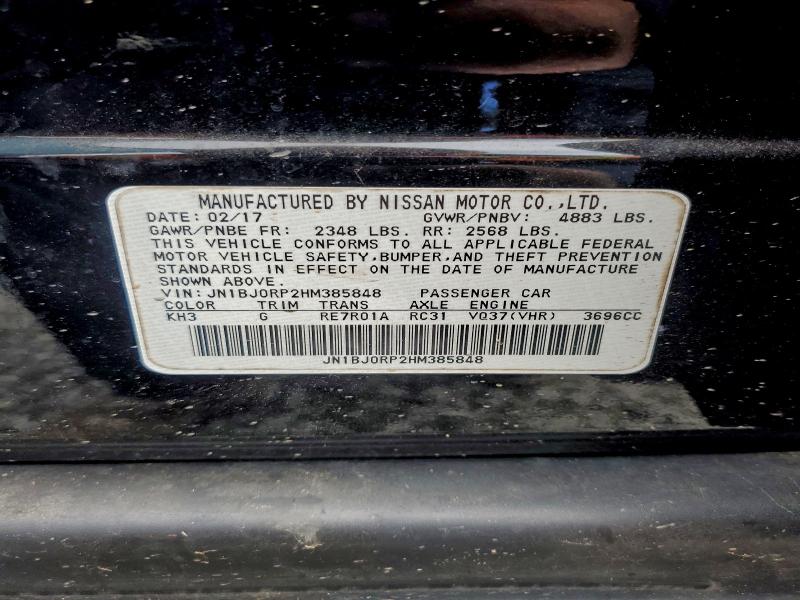 MANUFACTURED BY NISSAN MOTOR CO.,LTD.
DATE: 02/17 GVWR/PNBV: 4883 LBS.
GAWR/PNBE FR: 2348 LBS. RR: 2568 LBS.
THIS VEHICLE CONFORMS TO ALL APPLICABLE FEDERAL
MOTOR VEHICLE SAFETY,BUMPER,AND THEFT PREVENTION
STANDARDS IN EFFECT ON THE DATE OF MANUFACTURE
SHOWN ABOVE.
VIN: JN1BJ0RP2HM385848 PASSENGER CAR
COLOR TRIM TRANS AXLE ENGINE
KH3 G RE7R01A RC31 VQ37(VHR) 3696CC
JN1BJ0RP2HM385848